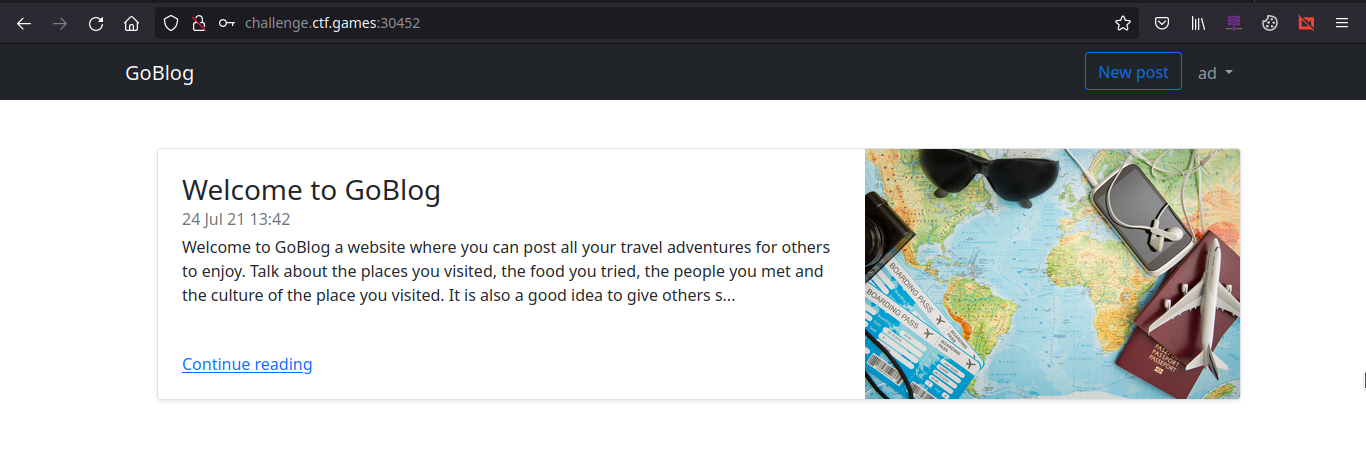 challenge.ctf.games:30452
GoBlog
New post
ad
Welcome to GoBlog
24 Jul 21 13:42
Welcome to GoBlog a website where you can post all your travel adventures for others
to enjoy. Talk about the places you visited, the food you tried, the people you met and
the culture of the place you visited. It is also a good idea to give others s...
Continue reading
BOARDING PASS
BOARDING PASS
PASSPORT